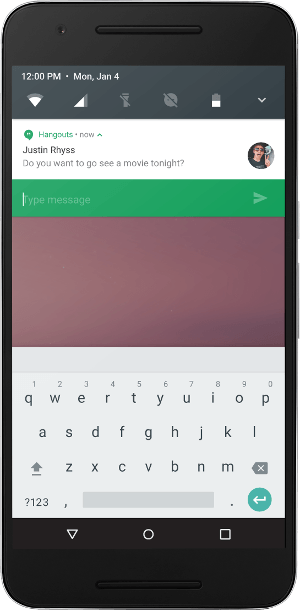 12:00 PM • Mon, Jan 4
Hangouts • now
Justin Rhyss
Do you want to go see a movie tonight?
Type message
1 2 3 4 5 6 7 8 9 0
q w e r t y u i o p
a s d f g h j k l
z x c v b n m
?123 , .